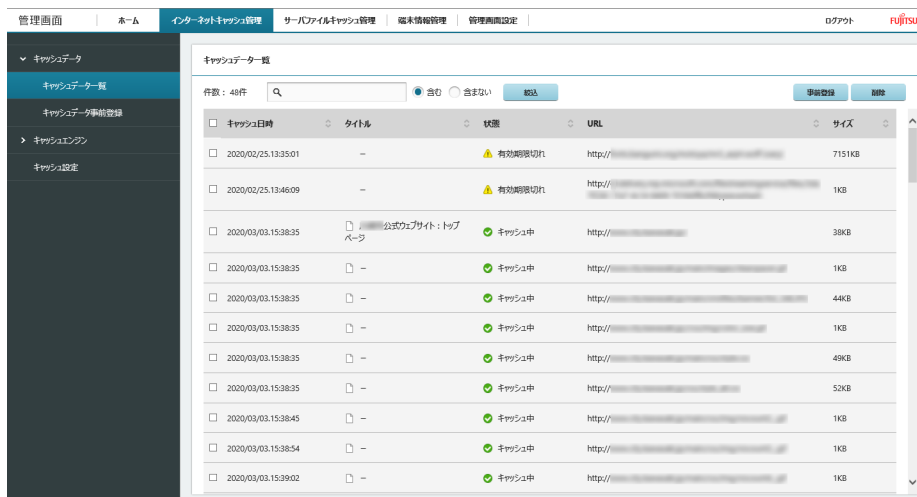 管理画面
ホーム
インターネットキャッシュ管理
サーバファイルキャッシュ管理
端末情報管理
管理画面設定
ログアウト
FUJITSU
キャッシュデータ
キャッシュデータ一覧
キャッシュデータ事前登録
キャッシュエンジン
キャッシュ設定
キャッシュデータ一覧
件数： 48件
含む
含まない
絞込
事前登録
削除
キャッシュ日時 タイトル 状態 URL サイズ
2020/02/25.13:35:01 － 有効期限切れ http:/ 7151KB
2020/02/25.13:46:09 － 有効期限切れ http:/ 1KB
2020/03/03.15:38:35 公式ウェブサイト：トップ
ページ キャッシュ中 http:/ 38KB
2020/03/03.15:38:35 － キャッシュ中 http:/ 1KB
2020/03/03.15:38:35 － キャッシュ中 http:/ 44KB
2020/03/03.15:38:35 － キャッシュ中 http:/ 1KB
2020/03/03.15:38:35 － キャッシュ中 http:/ 49KB
2020/03/03.15:38:35 － キャッシュ中 http:/ 52KB
2020/03/03.15:38:45 － キャッシュ中 http:/ 1KB
2020/03/03.15:38:54 － キャッシュ中 http:/ 1KB
2020/03/03.15:39:02 － キャッシュ中 http:/ 1KB